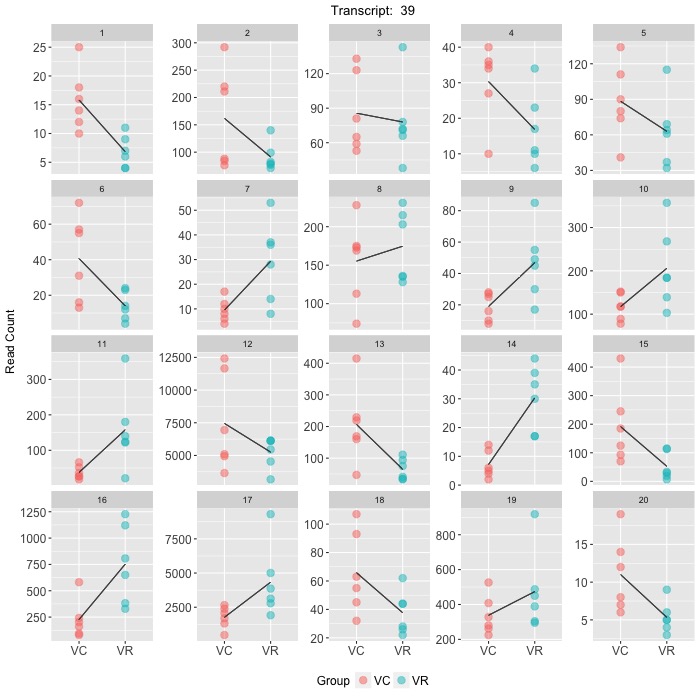 Transcript: 39
Read Count
1 2 3 4 5
25 300 120 40 120
20 200 90 30 90
15 100 60 20 60
10 10 30
5
6 7 8 9 10
60 50 200 80 300
40 40 150 60 200
20 30 100 40 100
20 20
10
11 12 13 14 15
300 12500 400 40 400
200 10000 300 30 300
100 7500 200 20 200
5000 100 10 100
0 0
16 17 18 19 20
1250 7500 100 800 15
1000 5000 80 600 10
750 2500 60 400 5
500 40 200
250 20
VC VR VC VR VC VR VC VR VC VR
Group VC VR